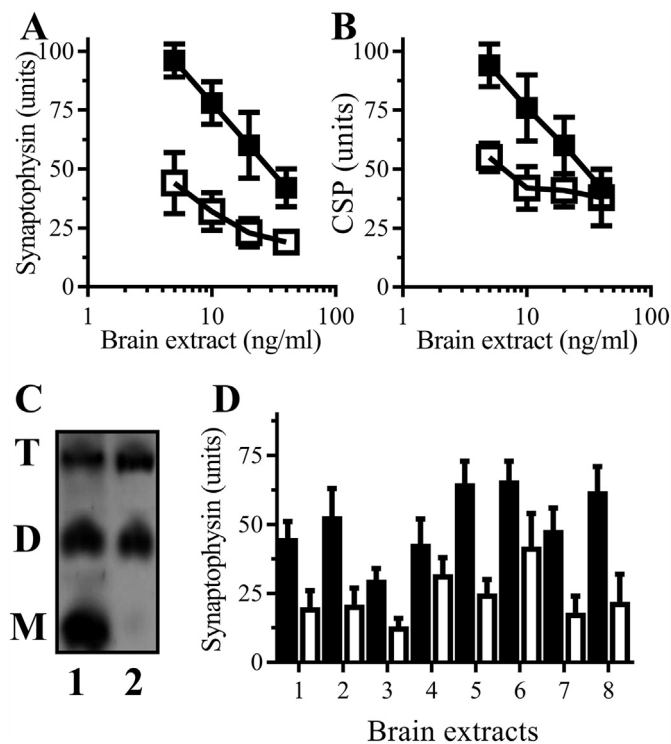 A
Synaptophysin (units)
100
75
50
25
0
1
10
100
Brain extract (ng/ml)
B
CSP (units)
100
75
50
25
0
1
10
100
Brain extract (ng/ml)
C
T
D
M
1 2
D
Synaptophysin (units)
75
50
25
0
1 2 3 4 5 6 7 8
Brain extracts